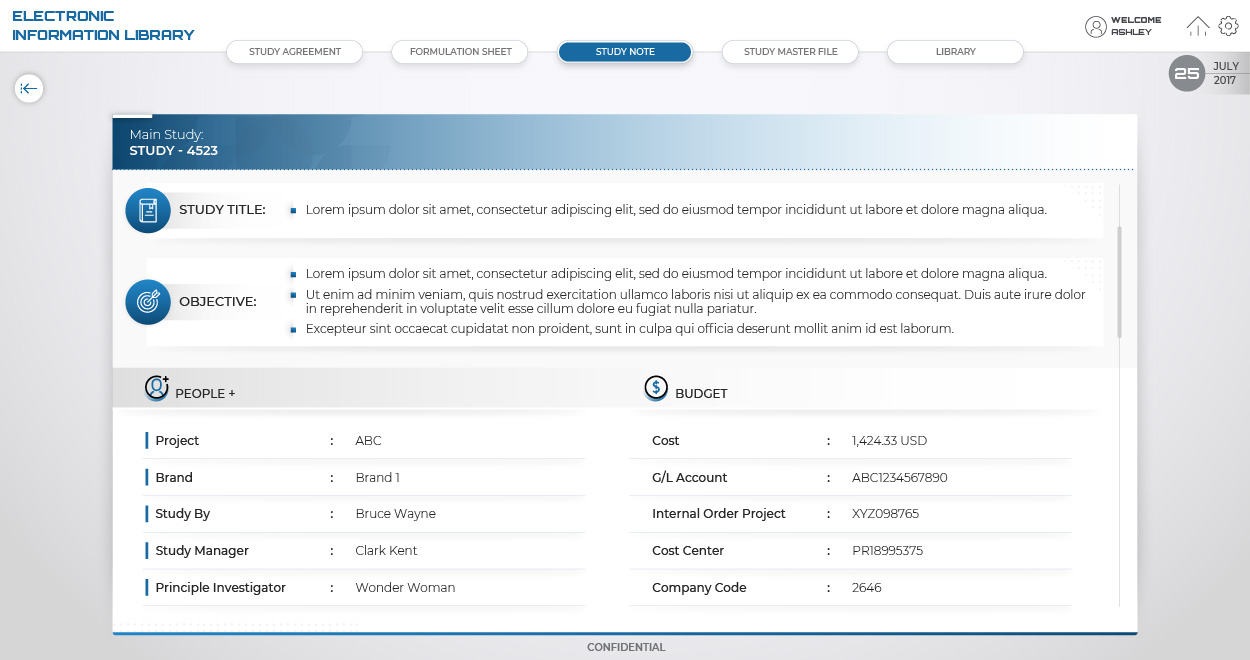 ELECTRONIC
INFORMATION LIBRARY
WELCOME
ASHLEY
STUDY AGREEMENT
FORMULATION SHEET
STUDY NOTE
STUDY MASTER FILE
LIBRARY
25
JULY
2017
Main Study:
STUDY - 4523
STUDY TITLE:
Lorem ipsum dolor sit amet, consectetur adipiscing elit, sed do eiusmod tempor incididunt ut labore et dolore magna aliqua.
OBJECTIVE:
Lorem ipsum dolor sit amet, consectetur adipiscing elit, sed do eiusmod tempor incididunt ut labore et dolore magna aliqua.
Ut enim ad minim veniam, quis nostrud exercitation ullamco laboris nisi ut aliquip ex ea commodo consequat. Duis aute irure dolor
in reprehenderit in voluptate velit esse cillum dolore eu fugiat nulla pariatur.
Excepteur sint occaecat cupidatat non proident, sunt in culpa qui officia deserunt mollit anim id est laborum.
PEOPLE +
Project : ABC
Brand : Brand 1
Study By : Bruce Wayne
Study Manager : Clark Kent
Principle Investigator : Wonder Woman
$ BUDGET
Cost : 1,424.33 USD
G/L Account : ABC1234567890
Internal Order Project : XYZ098765
Cost Center : PR18995375
Company Code : 2646
CONFIDENTIAL